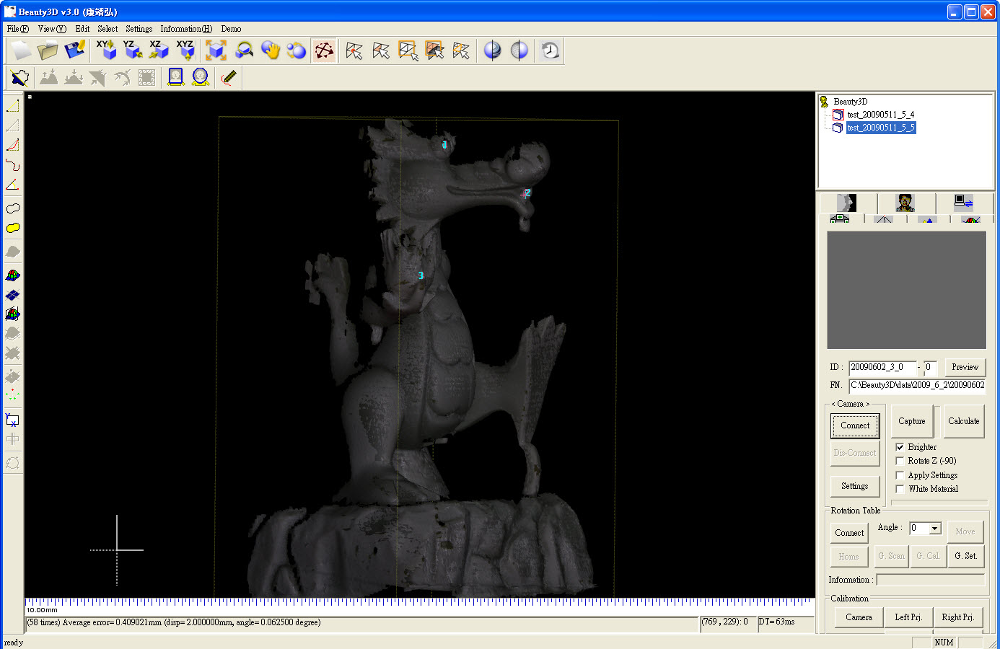 Beauty3D v3.0 (康靖弘)
File(F) View(V) Edit Select Settings Information(H) Demo
XY YZ XZ XYZ
Beauty3D
test_20090511_5_4
test_20090511_5_5
1
2
3
ID : 20090602_3_0 - 0 Preview
FN. C:\Beauty3D\data\2009_6_2\20090602
< Camera >
Connect Capture Calculate
Dis-Connect
Brighter
Rotate Z (-90)
Apply Settings
White Material
Settings
Rotation Table
Connect Angle : 0 Move
Home G. Scan G. Cal. G. Set.
Information :
Calibration
Camera Left Prj. Right Prj.
Y
X
10.00mm
(58 times) Average error= 0.409021mm (disp= 2.000000mm, angle= 0.062500 degree) (769 , 229): 0 DT= 63ms
ready NUM